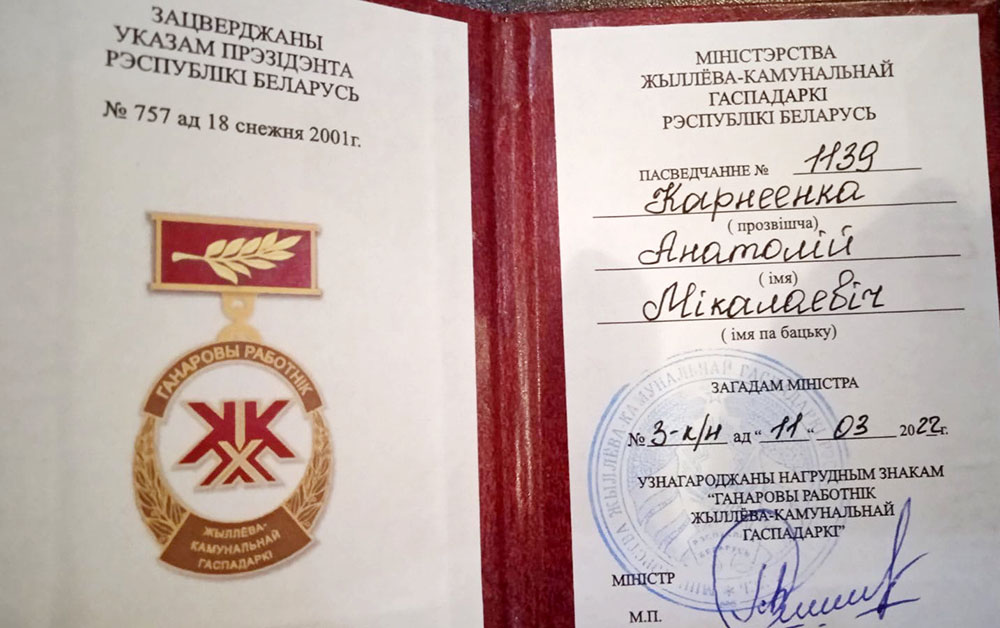 ЗАЦВЕРДЖАНЫ
УКАЗАМ ПРЭЗІДЭНТА
РЭСПУБЛІКІ БЕЛАРУСЬ
№ 757 ад 18 снежня 2001г.
ГАНАРОВЫ РАБОТНІК
ЖКХ
ЖЫЛЛЁВА-
КАМУНАЛЬНАЙ
ГАСПАДАРКІ
МІНІСТЭРСТВА
ЖЫЛЛЁВА-КАМУНАЛЬНАЙ
ГАСПАДАРКІ
РЭСПУБЛІКІ БЕЛАРУСЬ
ПАСВЕДЧАННЕ № 1139
Карнеенка
( прозвішча)
Анатолій
( імя)
Мікалаевіч
( імя па бацьку)
ЗАГАДАМ МІНІСТРА
№ 3-к/н ад “ 11 “ 03 2022г.
УЗНАГАРОДЖАНЫ НАГРУДНЫМ ЗНАКАМ
“ГАНАРОВЫ РАБОТНІК
ЖЫЛЛЁВА-КАМУНАЛЬНАЙ
ГАСПАДАРКІ”
МІНІСТР
М.П.